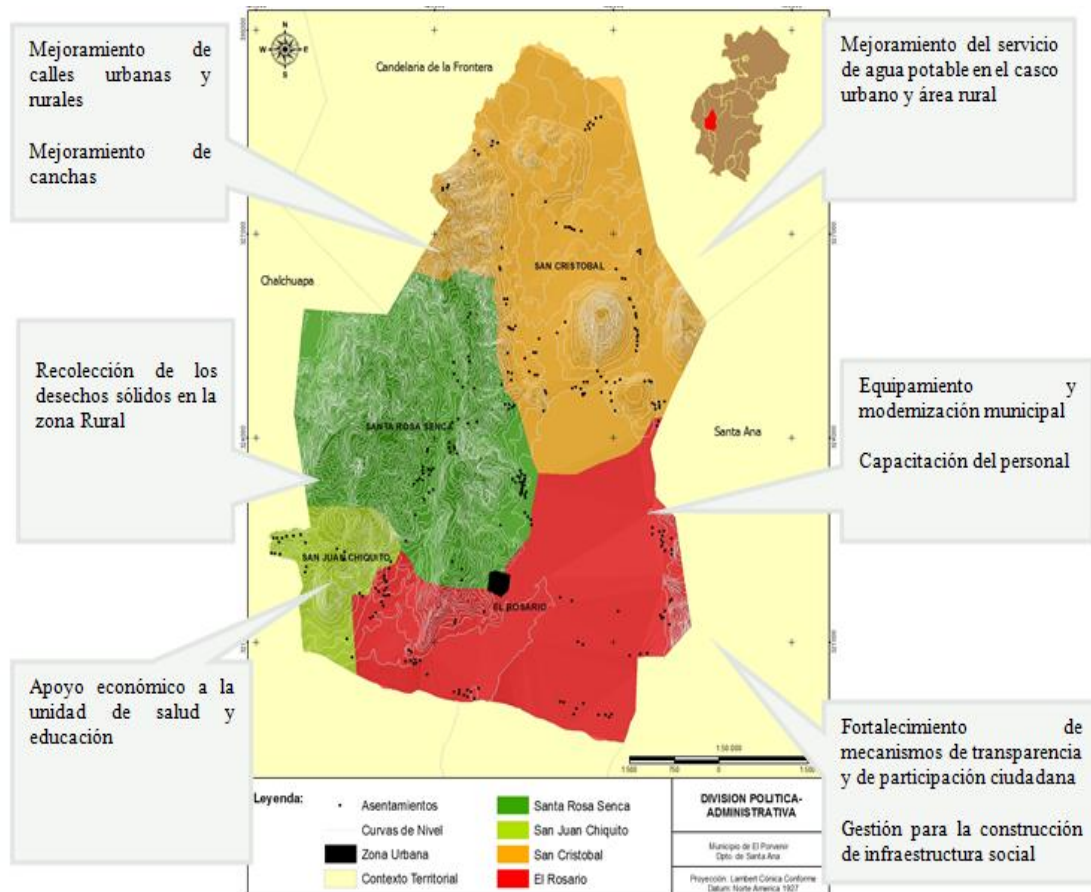 Mejoramiento de
calles urbanas y
rurales
Mejoramiento de
canchas
Mejoramiento del servicio
de agua potable en el casco
urbano y área rural
N
W E
S
Candelaria de la Frontera
Chalchuapa
SAN CRISTOBAL
Recolección de los
desechos sólidos en la
zona Rural
SANTA ROSA SENCA
Santa Ana
Equipamiento y
modernización municipal
Capacitación del personal
SAN JUAN CHIQUITO
EL ROSARIO
Apoyo económico a la
unidad de salud y
educación
Fortalecimiento de
mecanismos de transparencia
y de participación ciudadana
Gestión para la construcción
de infraestructura social
1:50 000
1 500 750 0
Leyenda:
Asentamientos
Curvas de Nivel
Zona Urbana
Contexto Territorial
Santa Rosa Senca
San Juan Chiquito
San Cristobal
El Rosario
DIVISION POLITICA-
ADMINISTRATIVA
Municipio de El Porvenir
Dpto. de Santa Ana
Proyección: Lambert Cónica Conforme
Datum: Norte America 1927